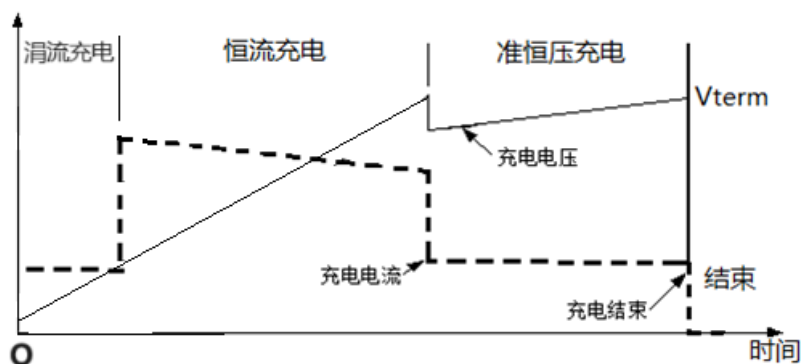 涓流充电
恒流充电
准恒压充电
Vterm
充电电压
充电电流
结束
充电结束
O
时间